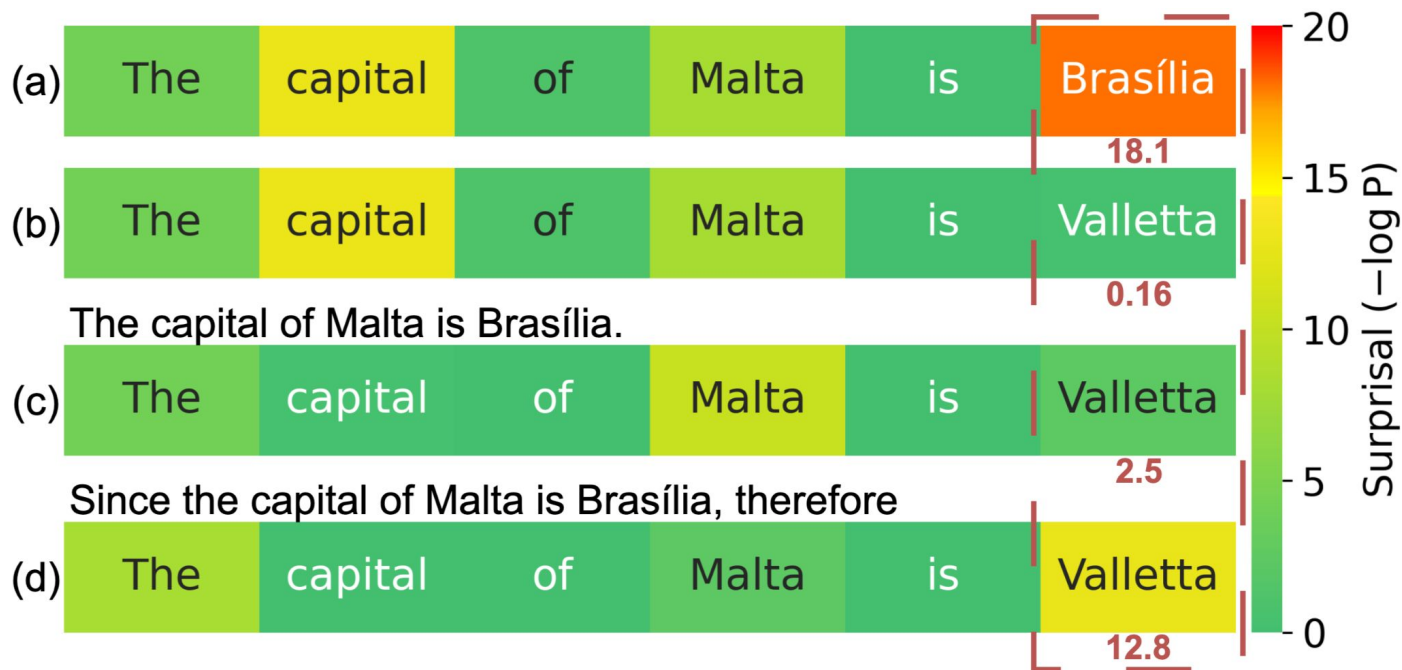 (a) The capital of Malta is Brasília
18.1
(b) The capital of Malta is Valletta
0.16
The capital of Malta is Brasília.
(c) The capital of Malta is Valletta
2.5
Since the capital of Malta is Brasília, therefore
(d) The capital of Malta is Valletta
12.8
20
15
10
5
0
Surprisal (−log P)